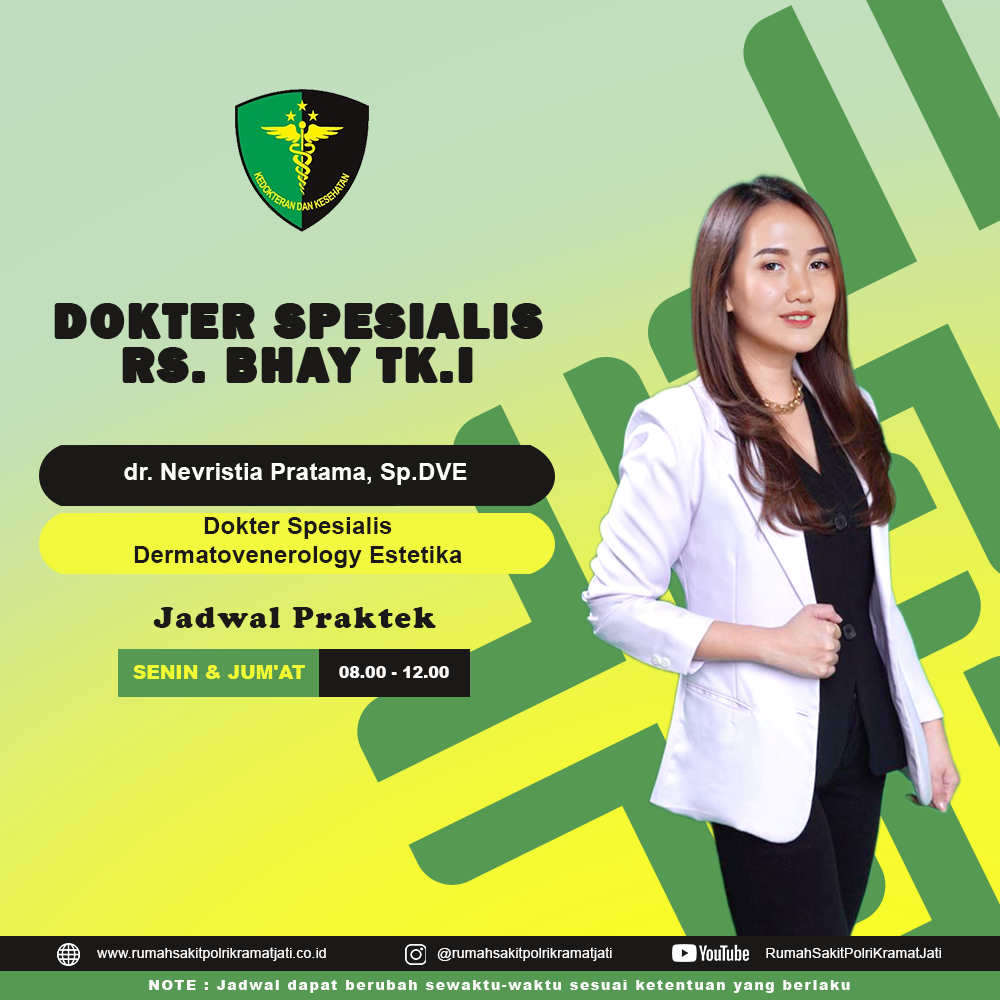 KEDOKTERAN DAN KESEHATAN
DOKTER SPESIALIS
RS. BHAY TK.I
dr. Nevristia Pratama, Sp.DVE
Dokter Spesialis
Dermatovenerology Estetika
Jadwal Praktek
SENIN & JUM'AT 08.00 - 12.00
www.rumahsakitpolrikramatjati.co.id @rumahsakitpolrikramatjati YouTube RumahSakitPolriKramatJati
NOTE : Jadwal dapat berubah sewaktu-waktu sesuai ketentuan yang berlaku